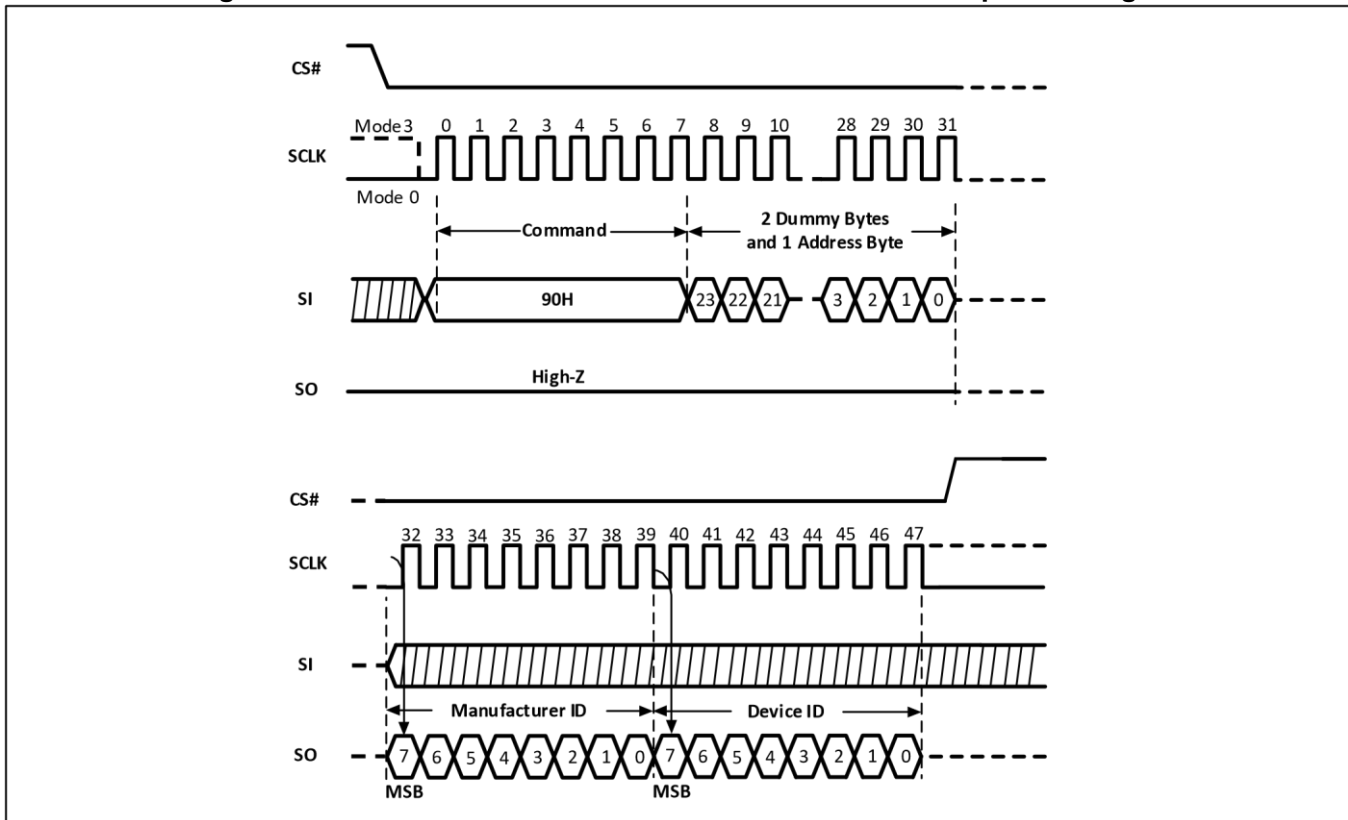 CS#
Mode3 0 1 2 3 4 5 6 7 8 9 10 28 29 30 31
SCLK
Mode 0
Command
2 Dummy Bytes
and 1 Address Byte
SI 90H 23 22 21 3 2 1 0
High-Z
SO
CS#
32 33 34 35 36 37 38 39 40 41 42 43 44 45 46 47
SCLK
SI
Manufacturer ID Device ID
SO 7 6 5 4 3 2 1 0 7 6 5 4 3 2 1 0
MSB MSB